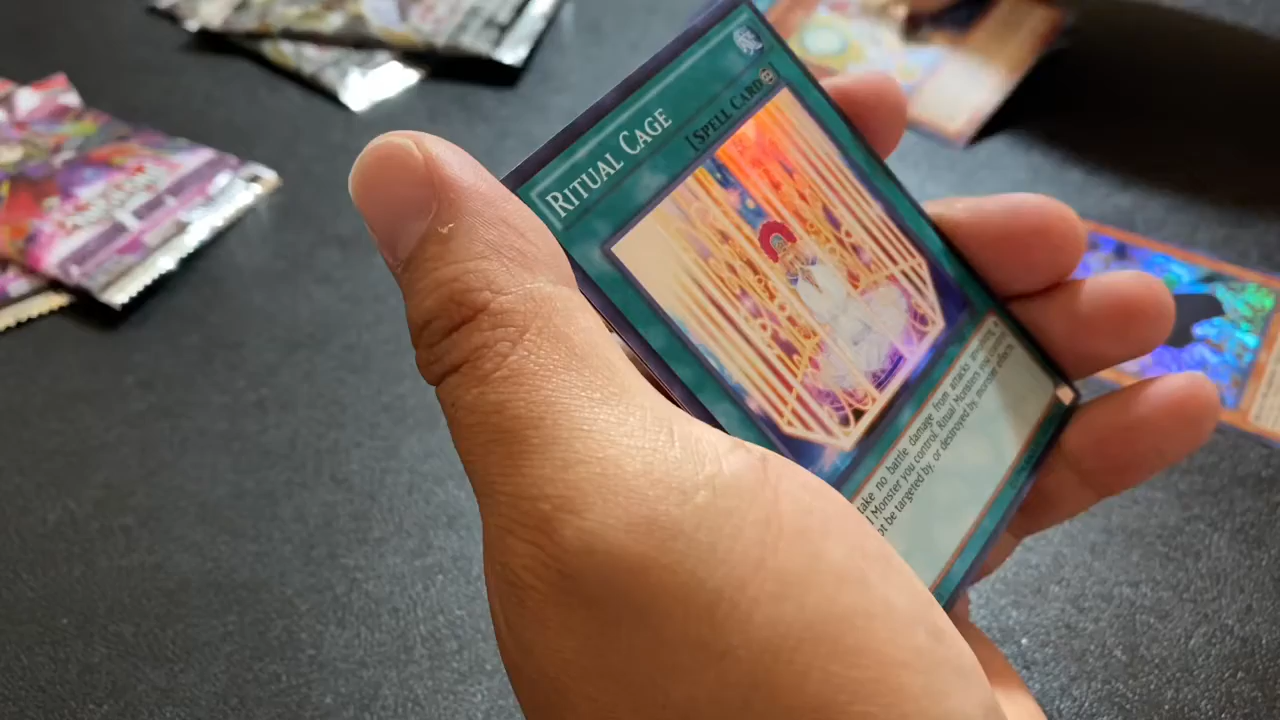 RITUAL CAGE
[SPELL CARD
take no battle damage from attacks involving a
l Monster you control. Ritual Monsters you control
ot be targeted by, or destroyed by, monster effects.